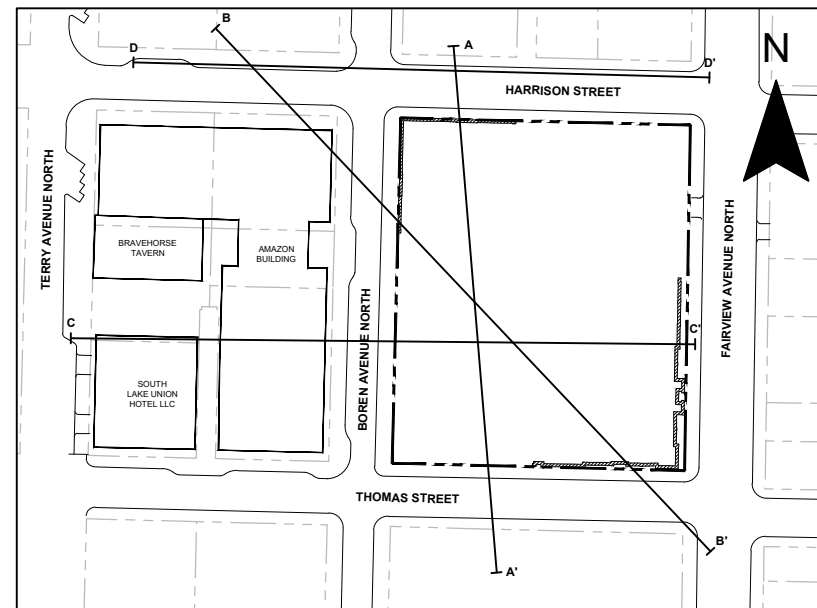 B
A
N
D
D'
HARRISON STREET
TERRY AVENUE NORTH
BRAVEHORSE
TAVERN
AMAZON
BUILDING
FAIRVIEW AVENUE NORTH
C
C'
BOREN AVENUE NORTH
SOUTH
LAKE UNION
HOTEL LLC
THOMAS STREET
B'
A'